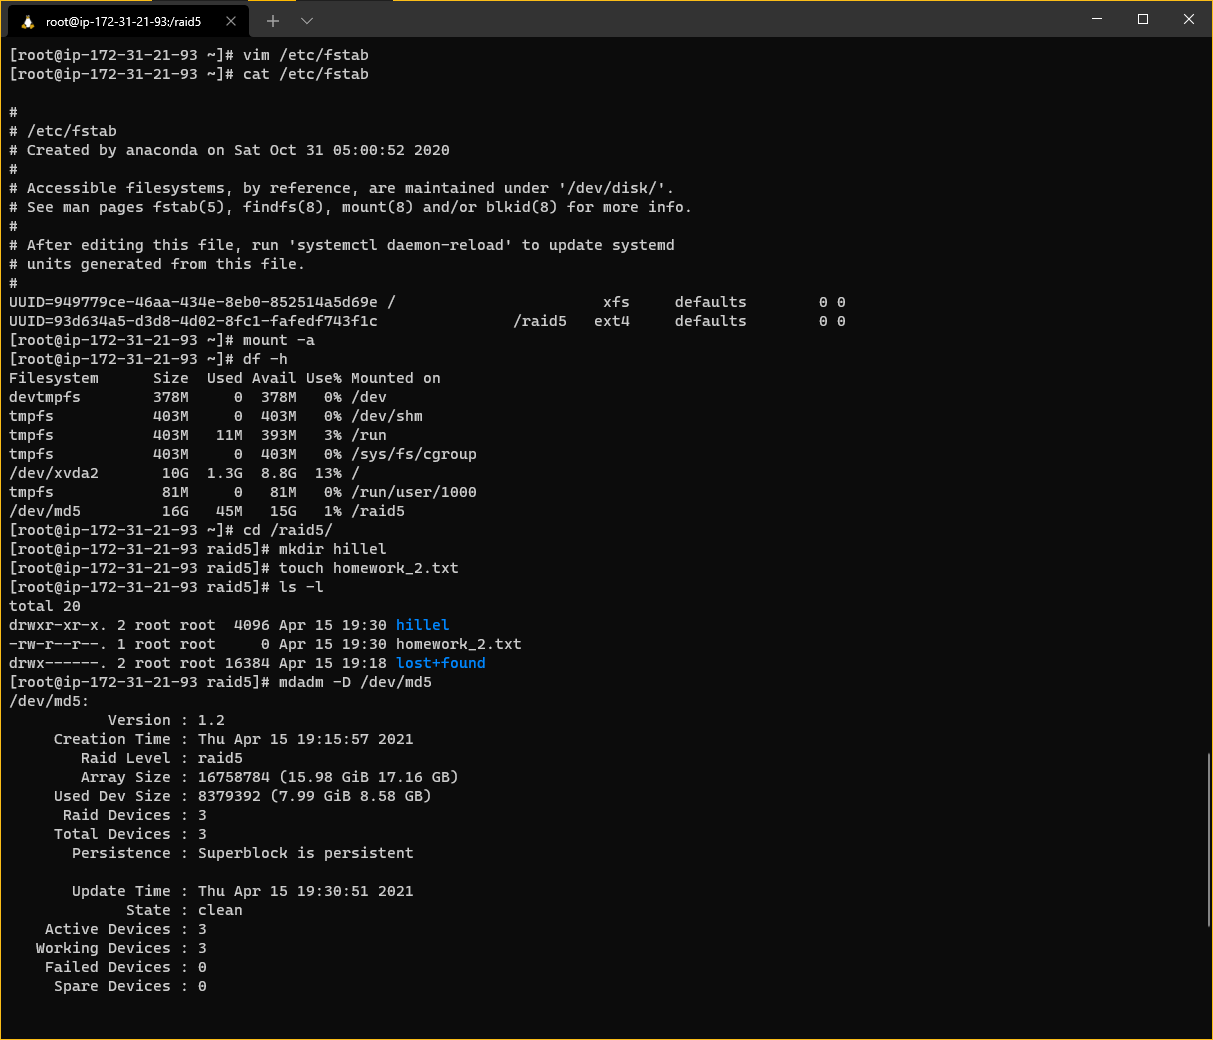 root@ip-172-31-21-93:/raid5
[root@ip-172-31-21-93 ~]# vim /etc/fstab
[root@ip-172-31-21-93 ~]# cat /etc/fstab
#
# /etc/fstab
# Created by anaconda on Sat Oct 31 05:00:52 2020
#
# Accessible filesystems, by reference, are maintained under '/dev/disk/'.
# See man pages fstab(5), findfs(8), mount(8) and/or blkid(8) for more info.
#
# After editing this file, run 'systemctl daemon-reload' to update systemd
# units generated from this file.
#
UUID=949779ce-46aa-434e-8eb0-852514a5d69e /                       xfs     defaults        0 0
UUID=93d634a5-d3d8-4d02-8fc1-fafedf743f1c               /raid5   ext4     defaults        0 0
[root@ip-172-31-21-93 ~]# mount -a
[root@ip-172-31-21-93 ~]# df -h
Filesystem      Size  Used Avail Use% Mounted on
devtmpfs        378M     0  378M   0% /dev
tmpfs           403M     0  403M   0% /dev/shm
tmpfs           403M   11M  393M   3% /run
tmpfs           403M     0  403M   0% /sys/fs/cgroup
/dev/xvda2       10G  1.3G  8.8G  13% /
tmpfs            81M     0   81M   0% /run/user/1000
/dev/md5         16G   45M   15G   1% /raid5
[root@ip-172-31-21-93 ~]# cd /raid5/
[root@ip-172-31-21-93 raid5]# mkdir hillel
[root@ip-172-31-21-93 raid5]# touch homework_2.txt
[root@ip-172-31-21-93 raid5]# ls -l
total 20
drwxr-xr-x. 2 root root  4096 Apr 15 19:30 hillel
-rw-r--r--. 1 root root     0 Apr 15 19:30 homework_2.txt
drwx------. 2 root root 16384 Apr 15 19:18 lost+found
[root@ip-172-31-21-93 raid5]# mdadm -D /dev/md5
/dev/md5:
           Version : 1.2
     Creation Time : Thu Apr 15 19:15:57 2021
        Raid Level : raid5
        Array Size : 16758784 (15.98 GiB 17.16 GB)
     Used Dev Size : 8379392 (7.99 GiB 8.58 GB)
      Raid Devices : 3
     Total Devices : 3
       Persistence : Superblock is persistent
       Update Time : Thu Apr 15 19:30:51 2021
             State : clean
    Active Devices : 3
   Working Devices : 3
    Failed Devices : 0
     Spare Devices : 0